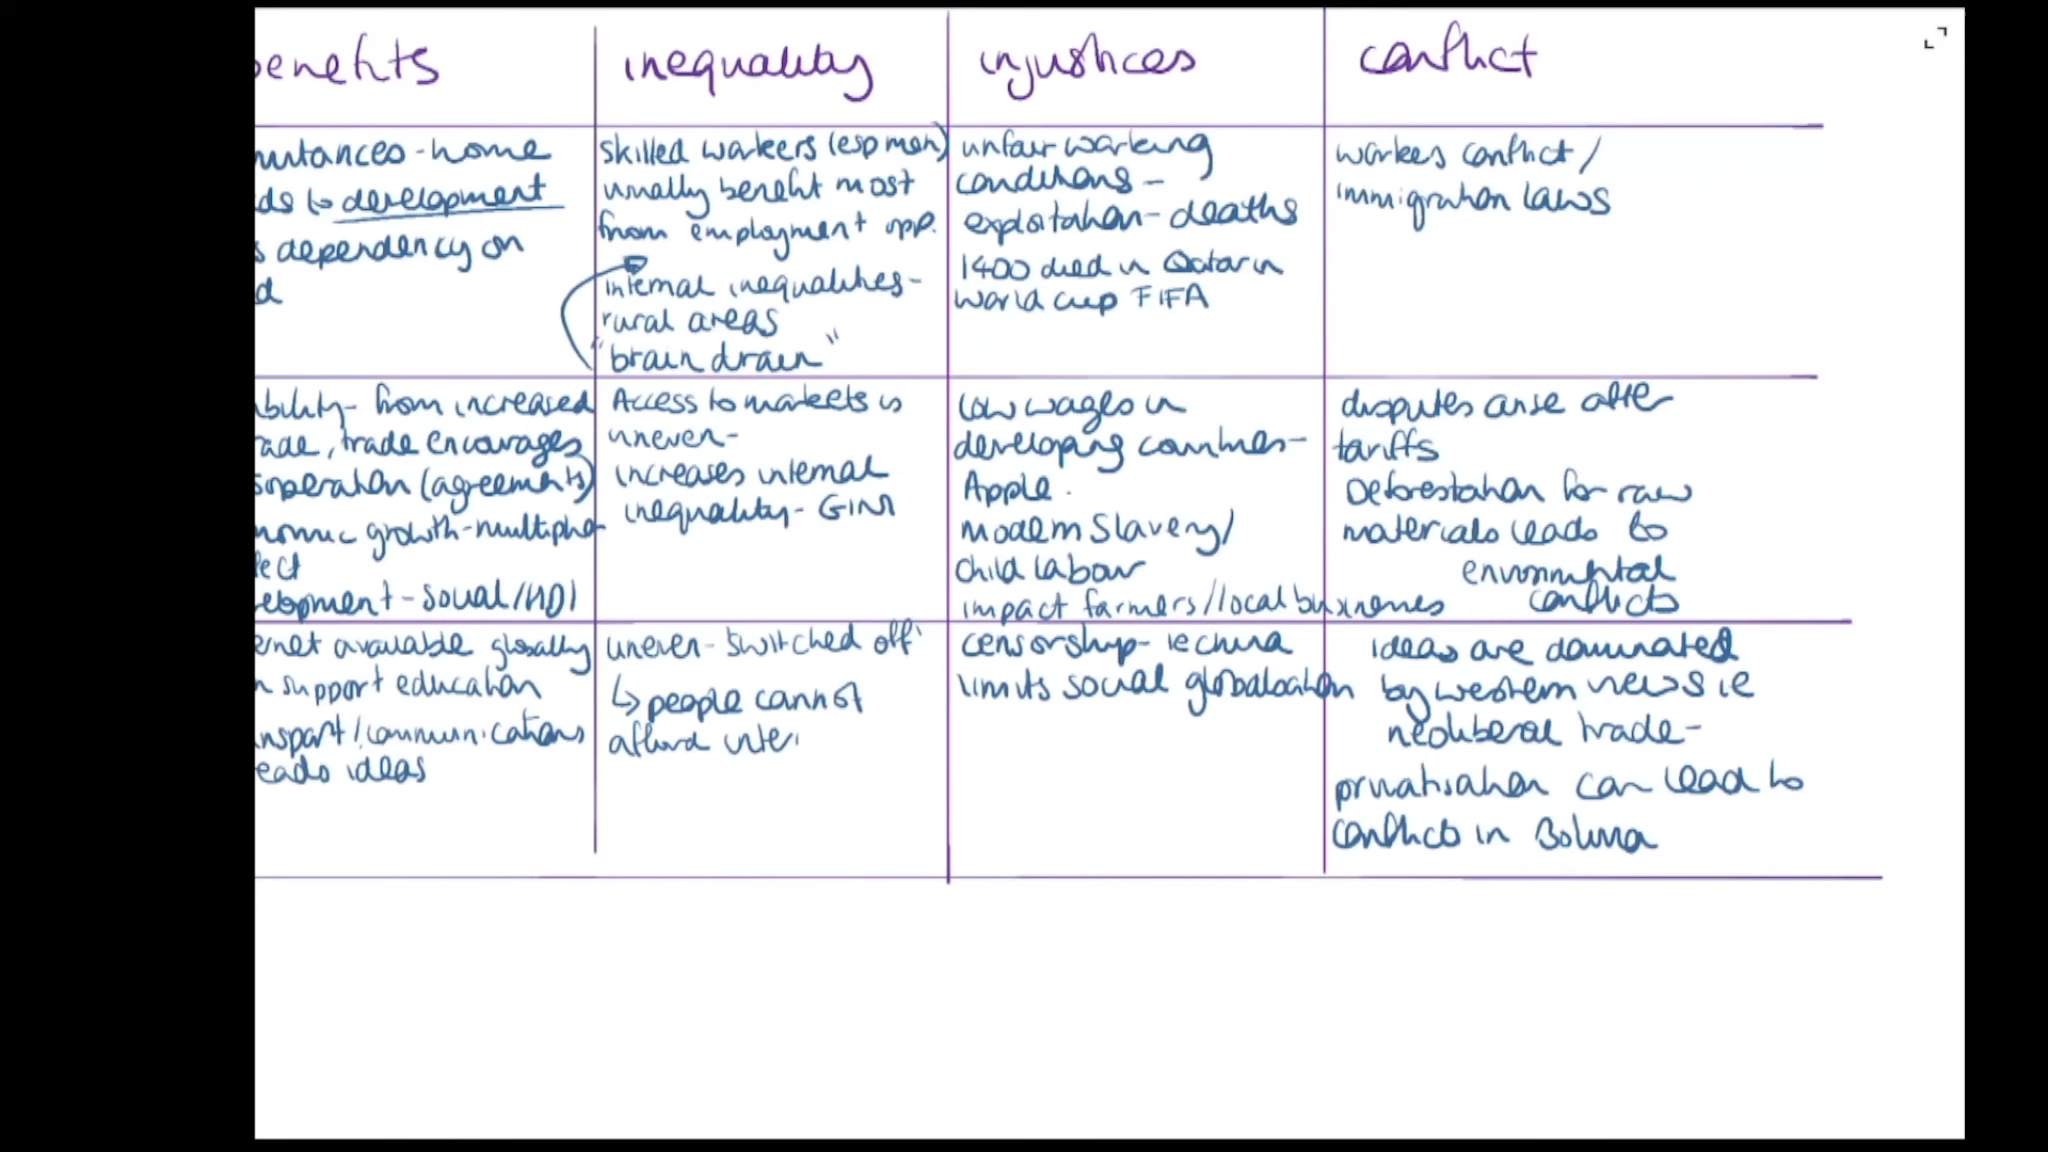 benefits
inequality
injustices
conflict
mittances - home
ds to development
s dependency on
d
skilled workers (esp men)
usually benefit most
from employment opp.
internal inequalities -
rural areas
"brain drain"
unfair working
conditions -
exploitation - deaths
1400 died in Qatar in
world cup FIFA
workers conflict /
immigration laws
bility - from increased
ade, trade encourages
operation (agreements)
nomic growth - multiplier
ect
elopment - social/HDI
Access to markets is
uneven -
increases internal
inequality - GINI
low wages in
developing countries -
Apple.
modern slavery/
child labour
impact farmers/local businesses
disputes arise after
tariffs
Deforestation for raw
materials leads to
environmental
conflicts
ernet available globally
n support education
nsport/communications
eads ideas
uneven - switched off
↳ people cannot
afford inter
censorship - ie china
limits social globalisation
ideas are dominated
by western news ie
neoliberal trade -
privatisation can lead to
conflicts in Bolivia